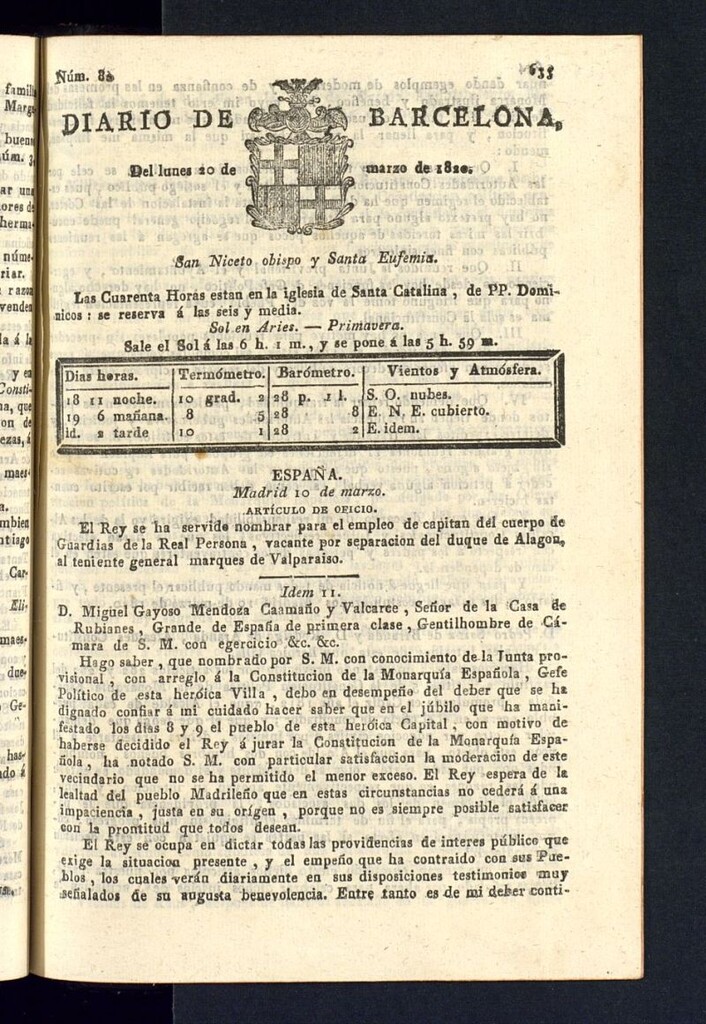 Núm. 80
635
DIARIO DE BARCELONA,
Del lunes 20 de marzo de 1820.
San Niceto obispo y Santa Eufemia.
Las Cuarenta Horas estan en la iglesia de Santa Catalina , de PP. Domi-
nicos : se reserva á las seis y media.
Sol en Aries. — Primavera.
Sale el Sol á las 6 h. 1 m., y se pone á las 5 h. 59 m.
Dias horas. Termómetro. Barómetro. Vientos y Atmósfera.
18 11 noche. 10 grad. 2 28 p. 1 l. S. O. nubes.
19 6 mañana. 8 5 28 8 E. N. E. cubierto.
id. 2 tarde 10 1 28 2 E. idem.
ESPAÑA.
Madrid 10 de marzo.
ARTÍCULO DE OFICIO.
El Rey se ha servido nombrar para el empleo de capitan del cuerpo de
Guardias de la Real Persona , vacante por separacion del duque de Alagon,
al teniente general marques de Valparaiso.
Idem 11.
D. Miguel Gayoso Mendoza Caamaño y Valcarce , Señor de la Casa de
Rubianes , Grande de España de primera clase , Gentilhombre de Cá-
mara de S. M. con egercicio &c. &c.
Hago saber , que nombrado por S. M. con conocimiento de la Junta pro-
visional , con arreglo á la Constitucion de la Monarquía Española , Gefe
Político de esta heróica Villa , debo en desempeño del deber que se ha
dignado confiar á mi cuidado hacer saber que en el júbilo que ha mani-
festado los dias 8 y 9 el pueblo de esta heróica Capital , con motivo de
haberse decidido el Rey á jurar la Constitucion de la Monarquía Espa-
ñola , ha notado S. M. con particular satisfaccion la moderacion de este
vecindario que no se ha permitido el menor exceso. El Rey espera de la
lealtad del pueblo Madrileño que en estas circunstancias no cederá á una
impaciencia , justa en su orígen , porque no es siempre posible satisfacer
con la prontitud que todos desean.
El Rey se ocupa en dictar todas las providencias de interes público que
exige la situacion presente , y el empeño que ha contraido con sus Pue-
blos , los cuales verán diariamente en sus disposiciones testimonios muy
señalados de su augusta benevolencia. Entre tanto es de mi deber conti-